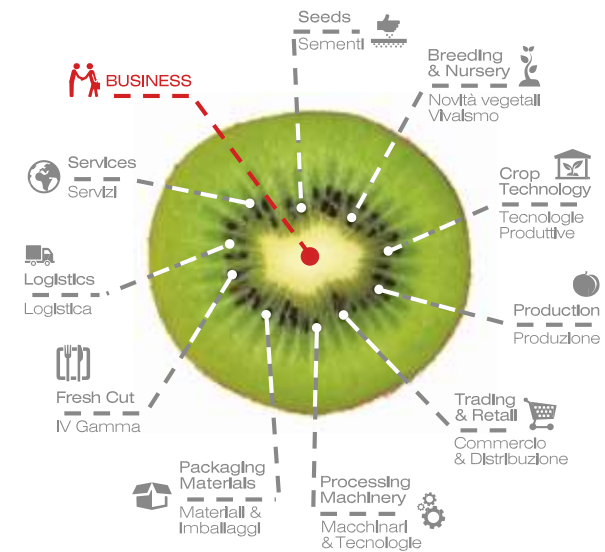 Seeds
Sementi
Breeding
& Nursery
Novità vegetali
Vivaismo
BUSINESS
Services
Servizi
Crop
Technology
Tecnologie
Produttive
Logistics
Logistica
Production
Produzione
Fresh Cut
IV Gamma
Trading
& Retail
Commercio
& Distribuzione
Packaging
Materials
Materiali &
Imballaggi
Processing
Machinery
Macchinari
& Tecnologie